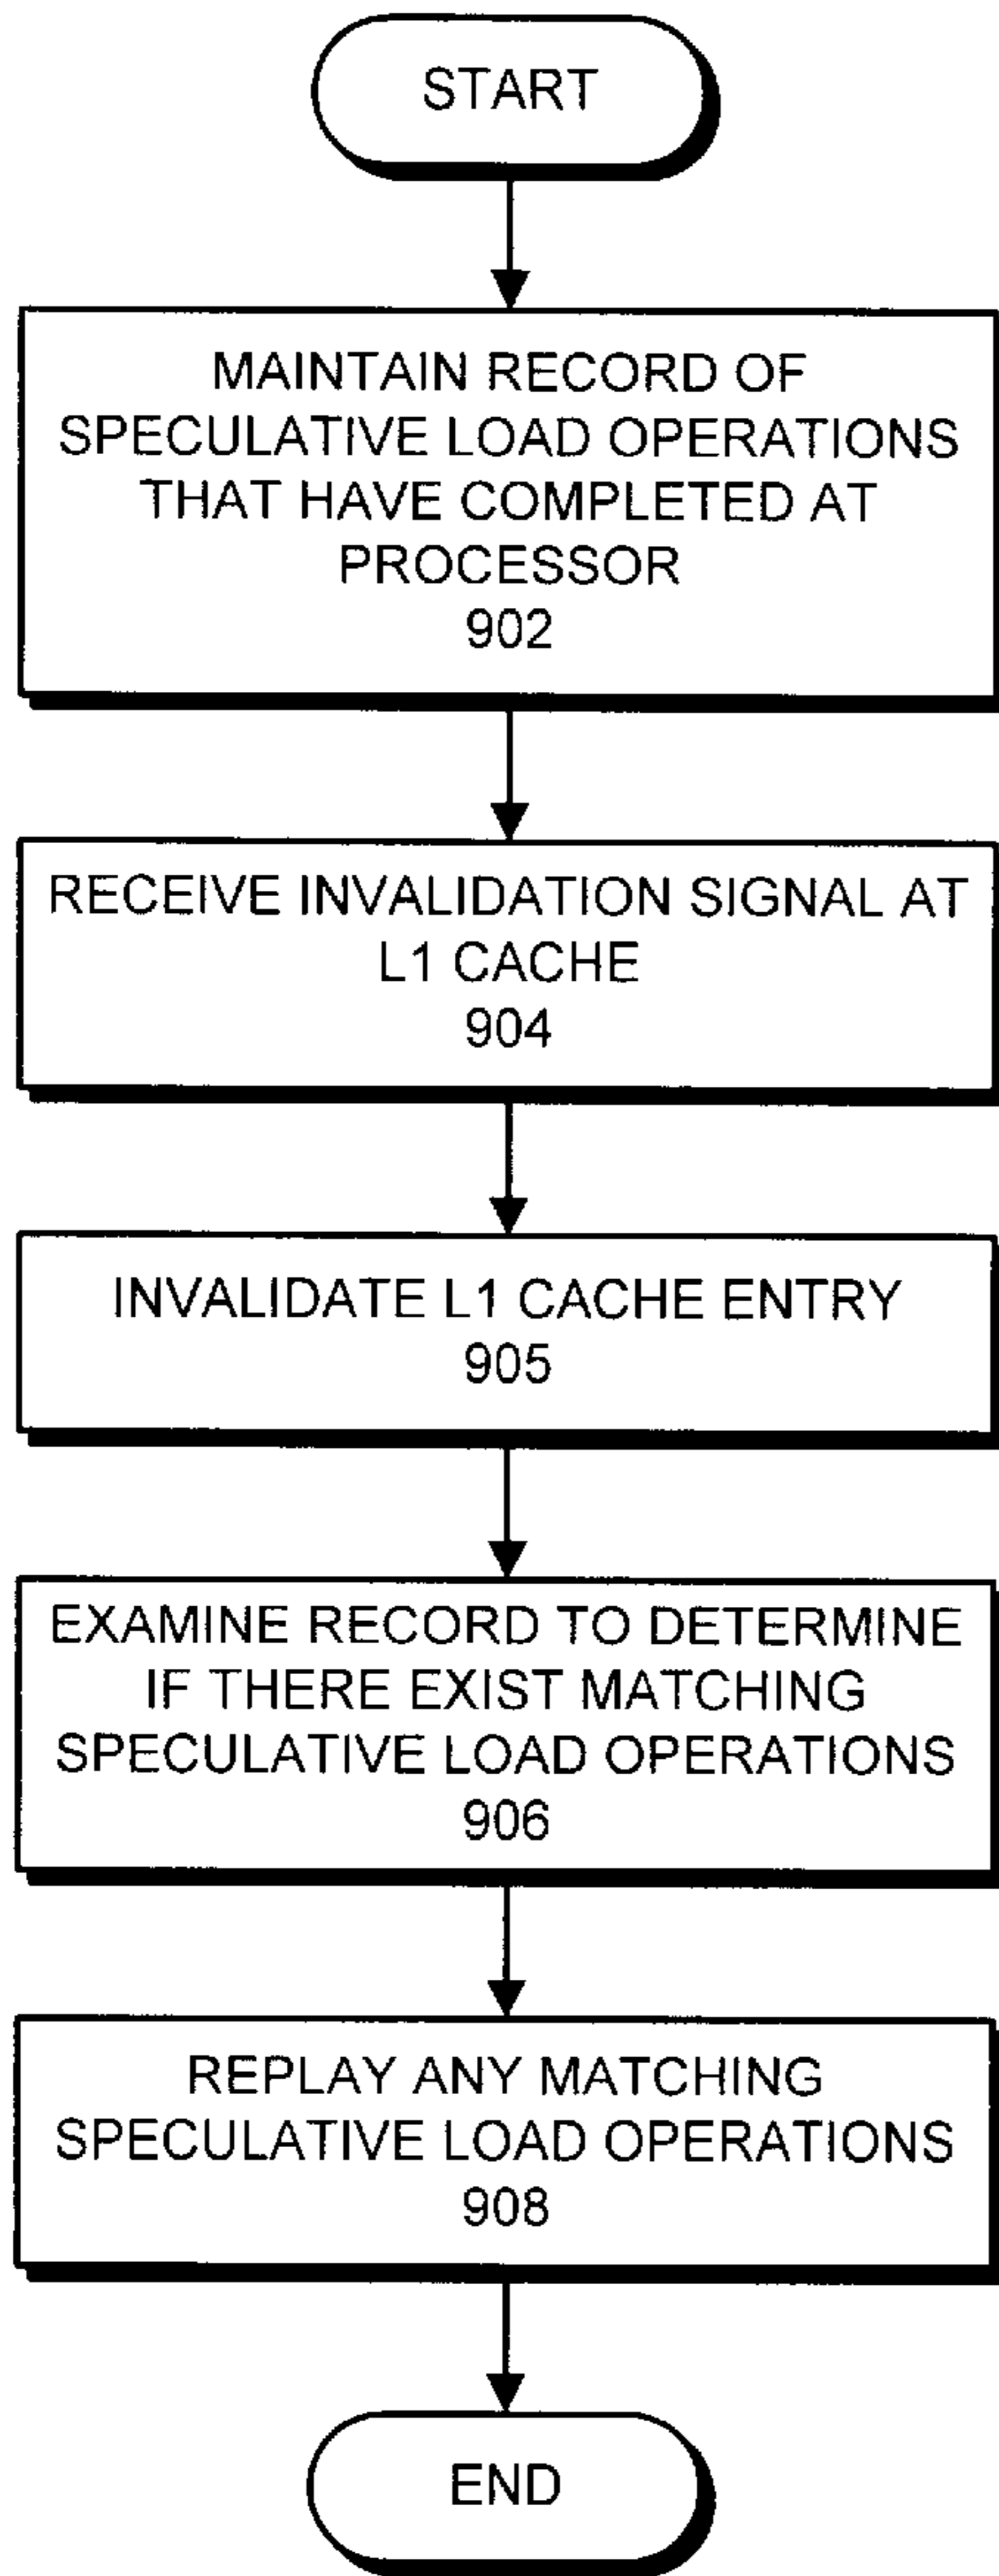 START
MAINTAIN RECORD OF
SPECULATIVE LOAD OPERATIONS
THAT HAVE COMPLETED AT
PROCESSOR
902
RECEIVE INVALIDATION SIGNAL AT
L1 CACHE
904
INVALIDATE L1 CACHE ENTRY
905
EXAMINE RECORD TO DETERMINE
IF THERE EXIST MATCHING
SPECULATIVE LOAD OPERATIONS
906
REPLAY ANY MATCHING
SPECULATIVE LOAD OPERATIONS
908
END